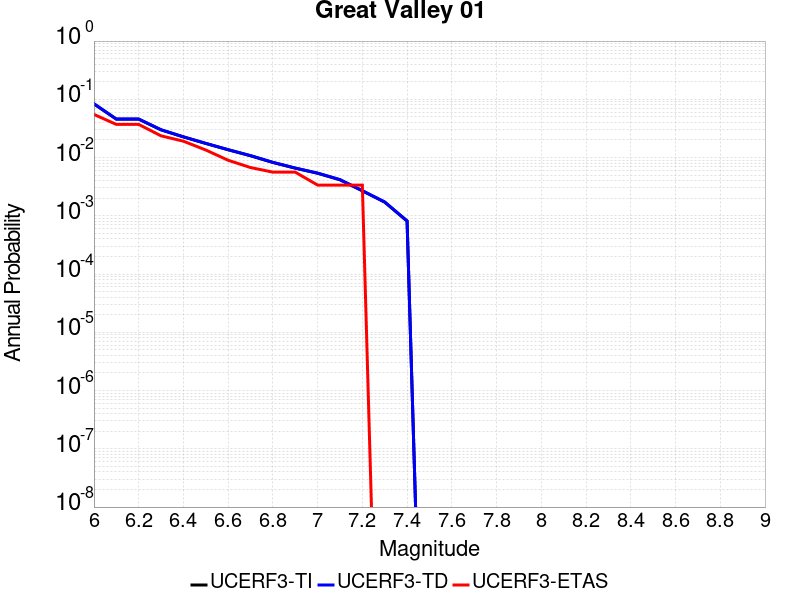 Great Valley 01
10^0
10^-1
10^-2
10^-3
10^-4
10^-5
10^-6
10^-7
10^-8
Annual Probability
6 6.2 6.4 6.6 6.8 7 7.2 7.4 7.6 7.8 8 8.2 8.4 8.6 8.8 9
Magnitude
UCERF3-TI UCERF3-TD UCERF3-ETAS